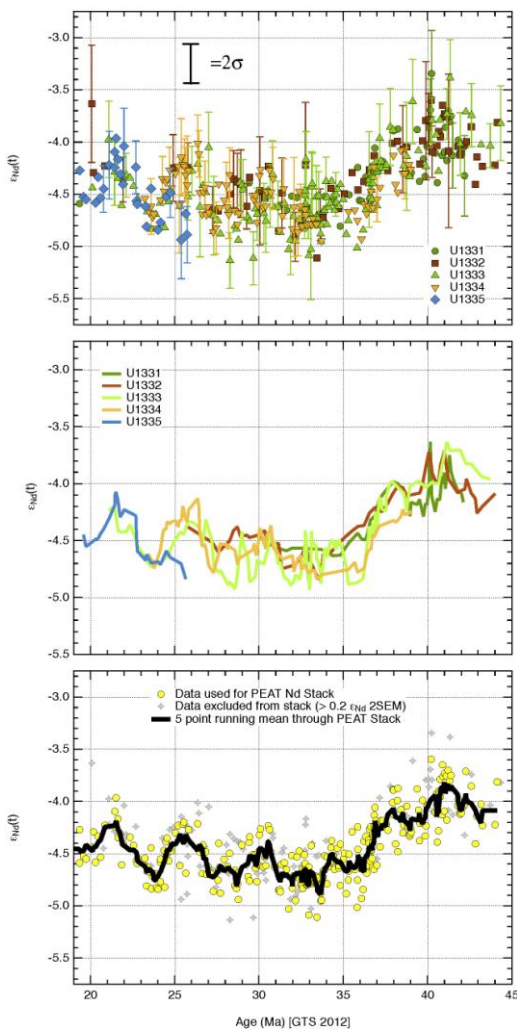 -3.0
=2σ
-3.5
-4.0
εNd(t)
-4.5
-5.0
U1331
U1332
U1333
U1334
U1335
-5.5
-3.0
U1331
U1332
U1333
U1334
U1335
-3.5
-4.0
εNd(t)
-4.5
-5.0
-5.5
-3.0
Data used for PEAT Nd Stack
Data excluded from stack (> 0.2 εNd 2SEM)
5 point running mean through PEAT Stack
-3.5
-4.0
εNd(t)
-4.5
-5.0
-5.5
20 25 30 35 40 45
Age (Ma) [GTS 2012]